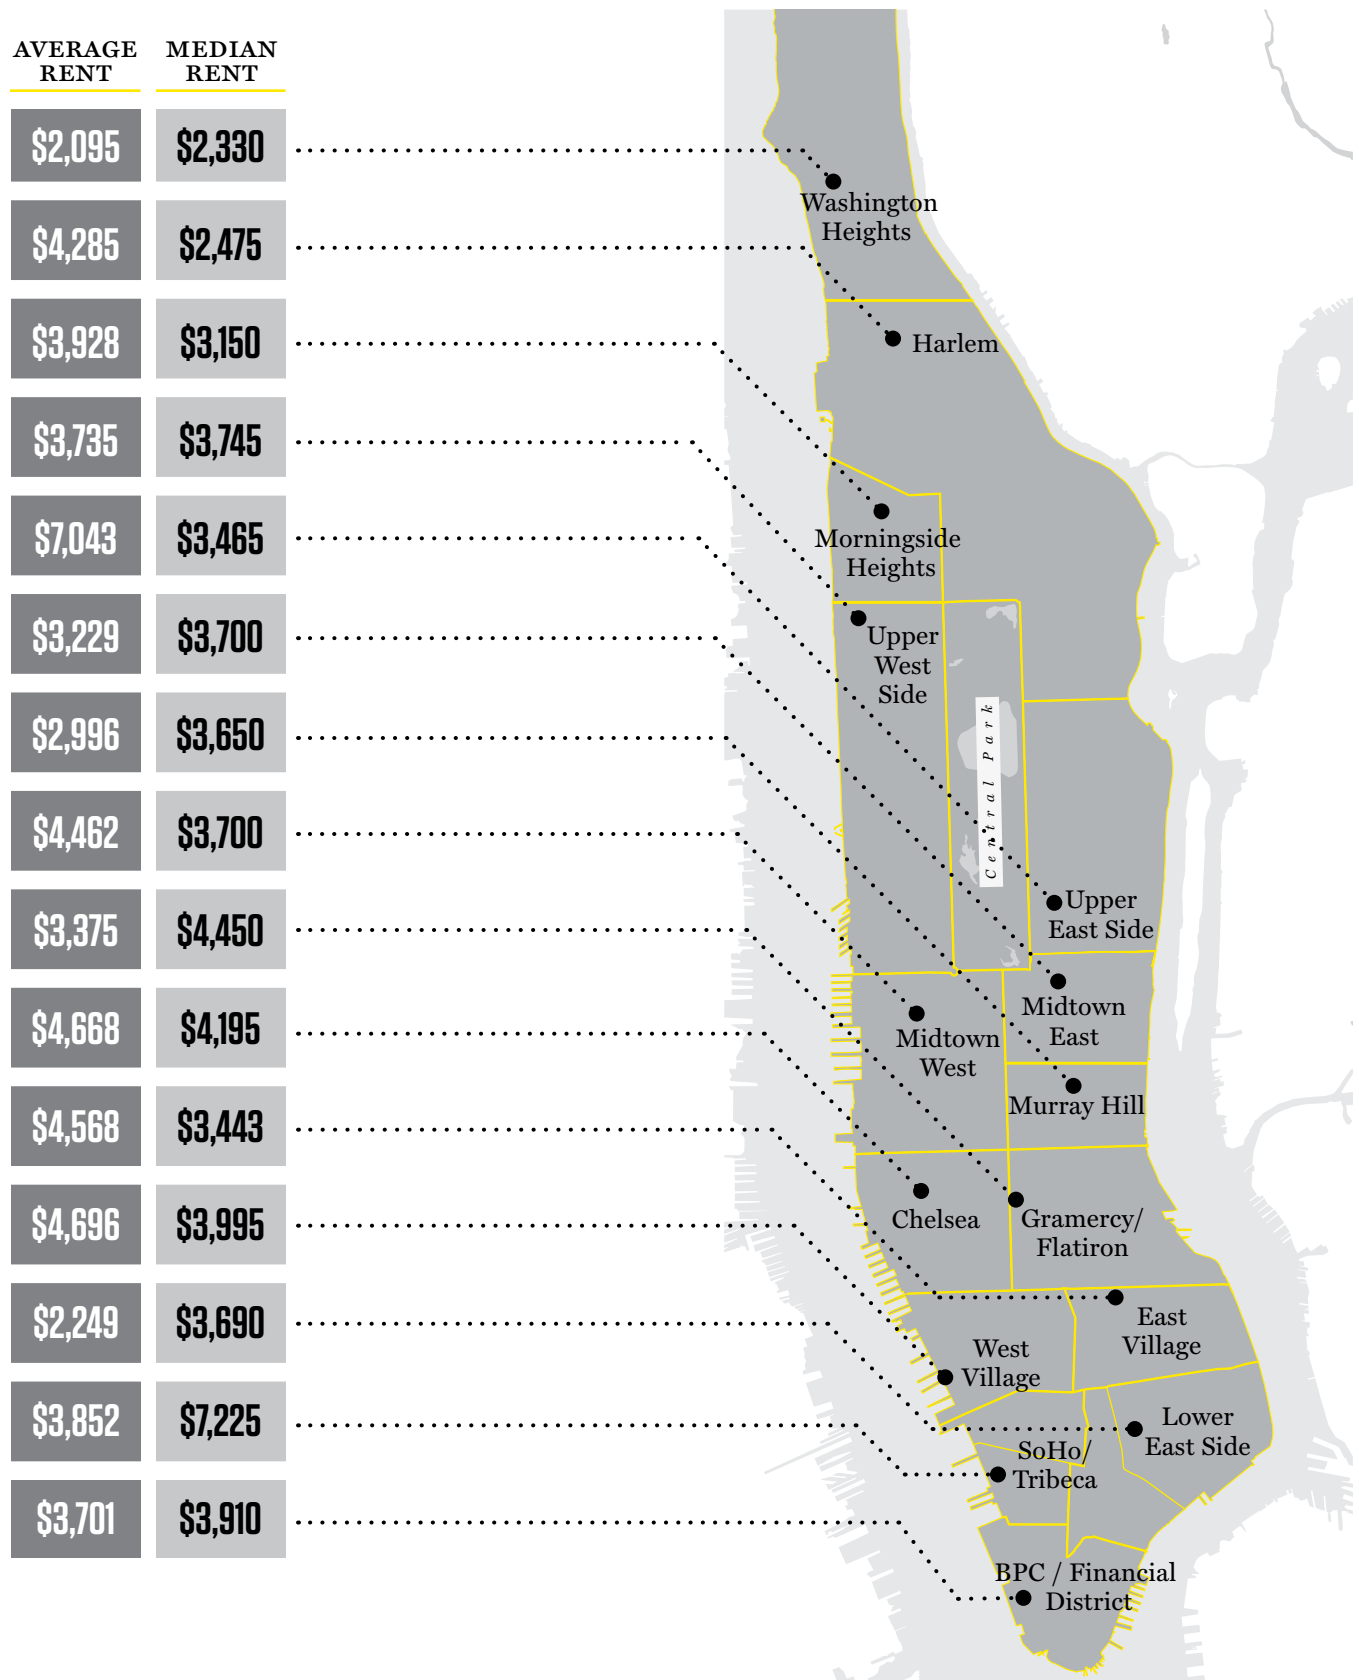 AVERAGE RENT
MEDIAN RENT
$2,095 $2,330
$4,285 $2,475
$3,928 $3,150
$3,735 $3,745
$7,043 $3,465
$3,229 $3,700
$2,996 $3,650
$4,462 $3,700
$3,375 $4,450
$4,668 $4,195
$4,568 $3,443
$4,696 $3,995
$2,249 $3,690
$3,852 $7,225
$3,701 $3,910
Washington
Heights
Harlem
Morningside
Heights
Upper
West
Side
Central Park
Upper
East Side
Midtown
East
Midtown
West
Murray Hill
Chelsea
Gramercy/
Flatiron
East
Village
West
Village
Lower
East Side
SoHo/
Tribeca
BPC / Financial
District